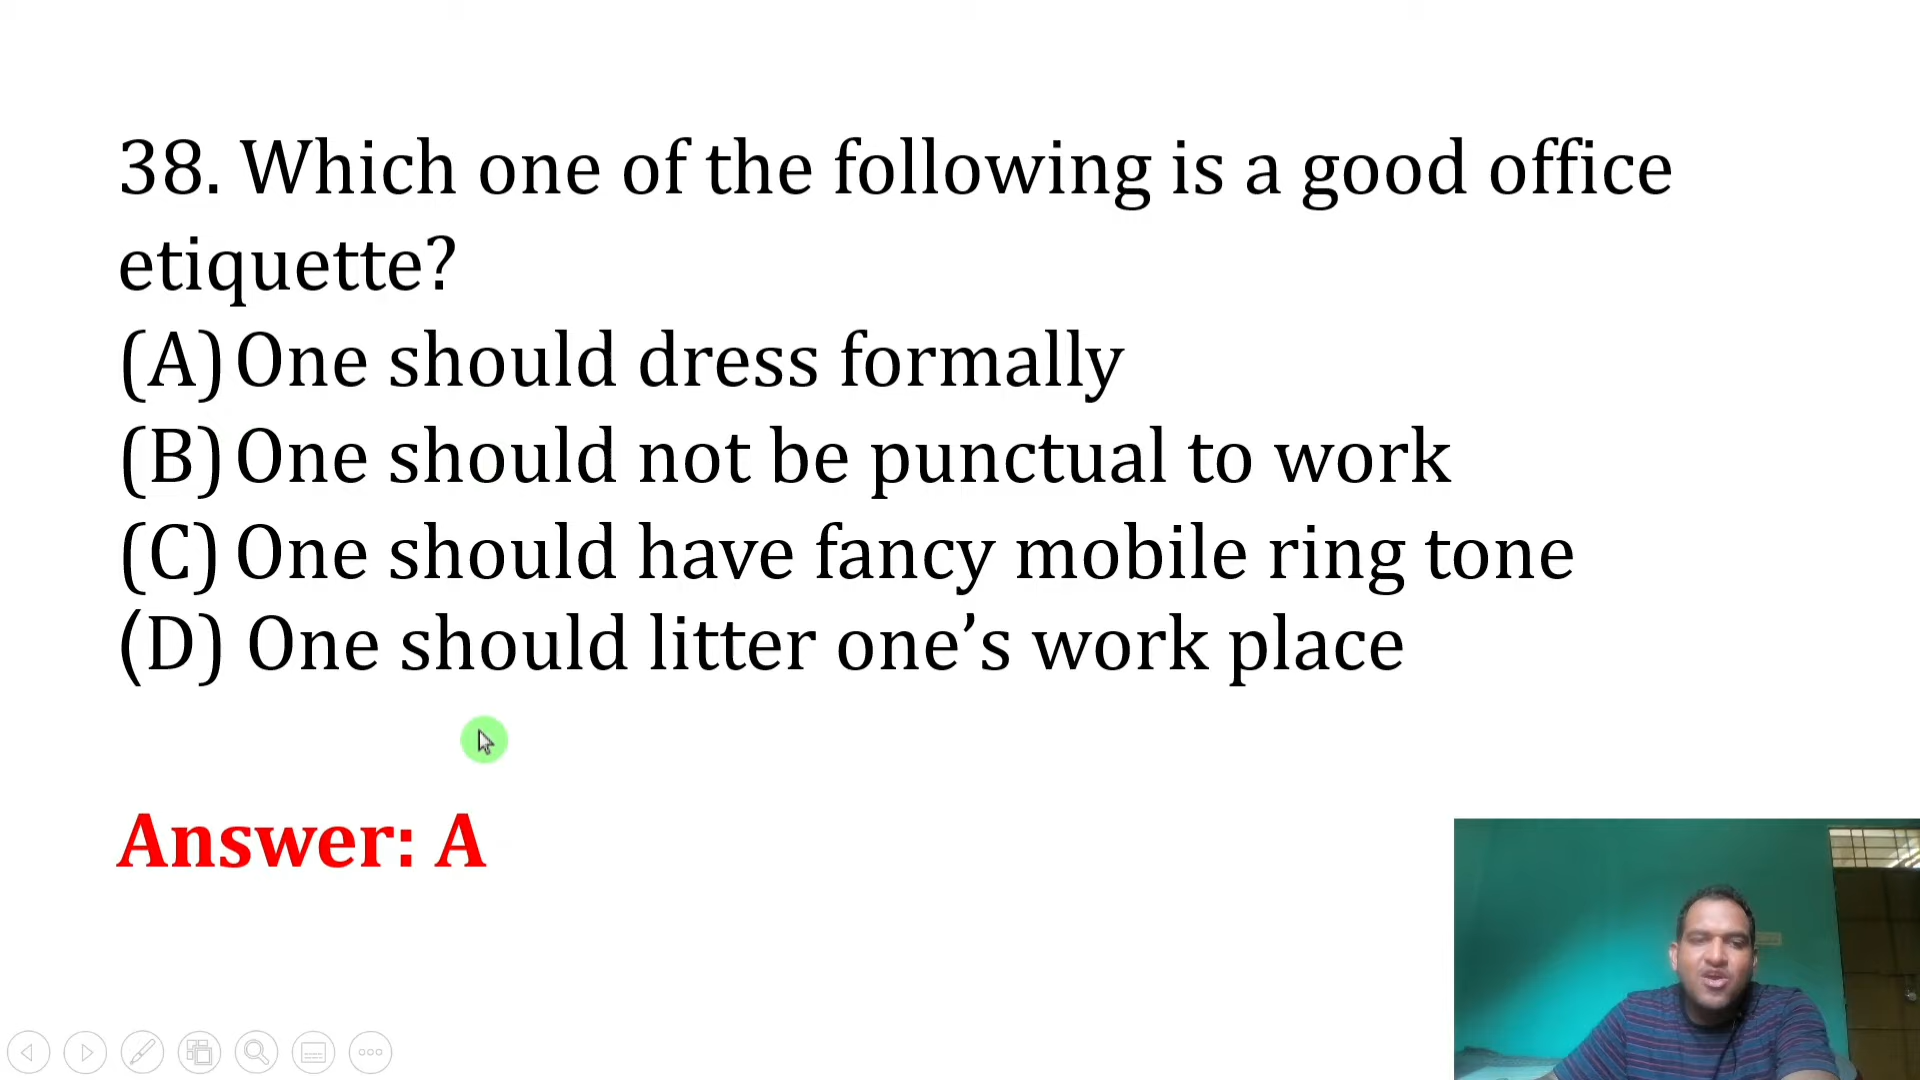 38. Which one of the following is a good office
etiquette?
(A) One should dress formally
(B) One should not be punctual to work
(C) One should have fancy mobile ring tone
(D) One should litter one’s work place
Answer: A